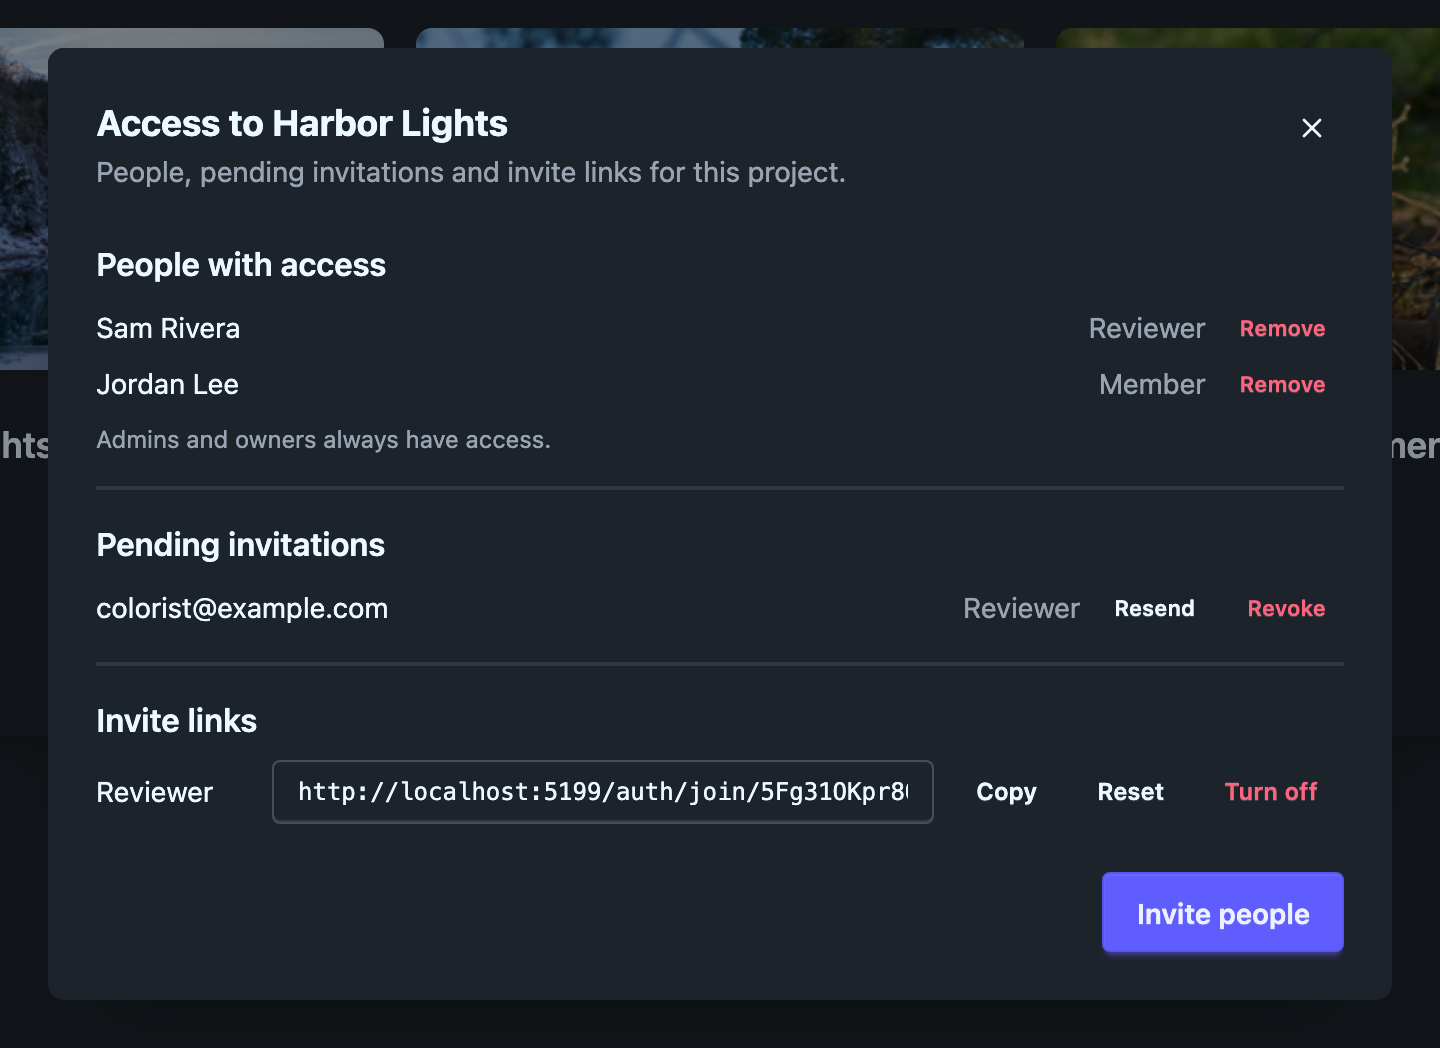 Access to Harbor Lights
People, pending invitations and invite links for this project.
People with access
Sam Rivera Reviewer Remove
Jordan Lee Member Remove
Admins and owners always have access.
Pending invitations
colorist@example.com Reviewer Resend Revoke
Invite links
Reviewer http://localhost:5199/auth/join/5Fg31OKpr8 Copy Reset Turn off
Invite people